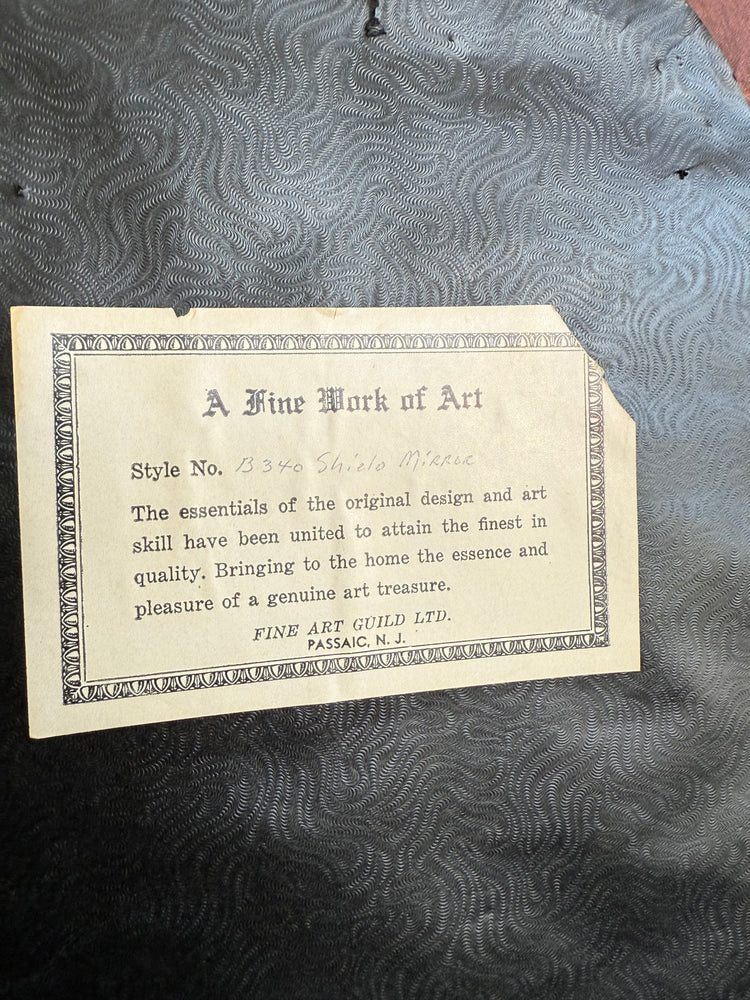 A Fine Work of Art
Style No. B340 Shield Mirror
The essentials of the original design and art
skill have been united to attain the finest in
quality. Bringing to the home the essence and
pleasure of a genuine art treasure.
FINE ART GUILD LTD.
PASSAIC, N. J.